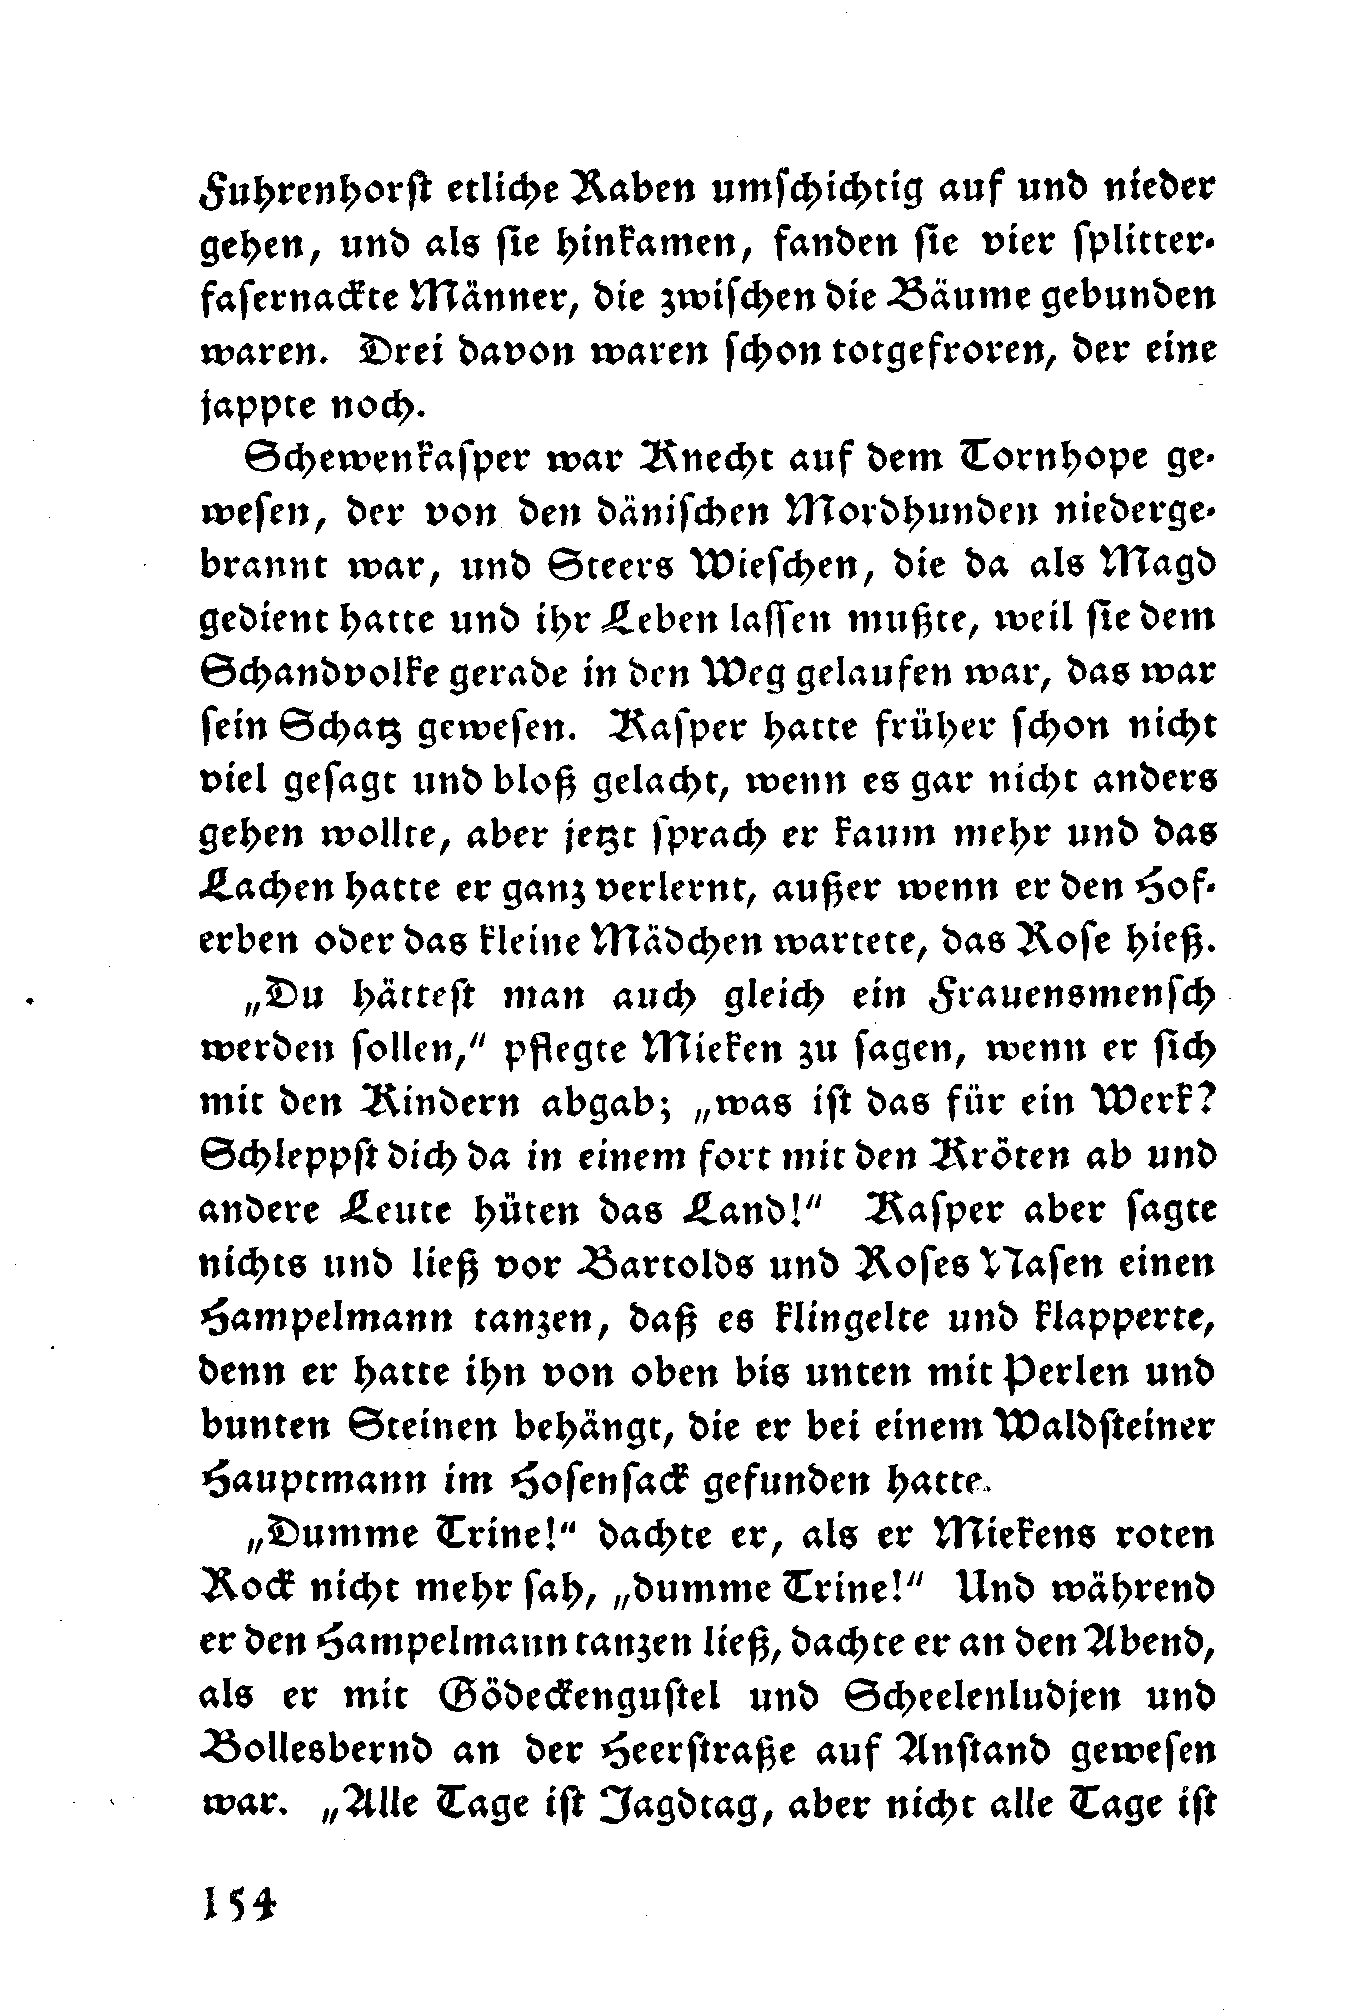 Fuhrenhorst etliche Raben umschichtig auf und nieder
gehen, und als sie hinkamen, fanden sie vier splitter-
fasernackte Männer, die zwischen die Bäume gebunden
waren. Drei davon waren schon totgefroren, der eine
jappte noch.
Schewenkasper war Knecht auf dem Tornhope ge-
wesen, der von den dänischen Mordhunden niederge-
brannt war, und Steers Wieschen, die da als Magd
gedient hatte und ihr Leben lassen mußte, weil sie dem
Schandvolke gerade in den Weg gelaufen war, das war
sein Schatz gewesen. Kasper hatte früher schon nicht
viel gesagt und bloß gelacht, wenn es gar nicht anders
gehen wollte, aber jetzt sprach er kaum mehr und das
Lachen hatte er ganz verlernt, außer wenn er den Hof-
erben oder das kleine Mädchen wartete, das Rose hieß.
„Du hättest man auch gleich ein Frauensmensch
werden sollen,“ pflegte Mieken zu sagen, wenn er sich
mit den Kindern abgab; „was ist das für ein Werk?
Schleppst dich da in einem fort mit den Kröten ab und
andere Leute hüten das Land!“ Kasper aber sagte
nichts und ließ vor Bartolds und Roses Nasen einen
Hampelmann tanzen, daß es klingelte und klapperte,
denn er hatte ihn von oben bis unten mit Perlen und
bunten Steinen behängt, die er bei einem Waldsteiner
Hauptmann im Hosensack gefunden hatte.
„Dumme Trine!“ dachte er, als er Miekens roten
Rock nicht mehr sah, „dumme Trine!“ Und während
er den Hampelmann tanzen ließ, dachte er an den Abend,
als er mit Gödeckengustel und Scheelenludjen und
Bollesbernd an der Heerstraße auf Anstand gewesen
war. „Alle Tage ist Jagdtag, aber nicht alle Tage ist
154